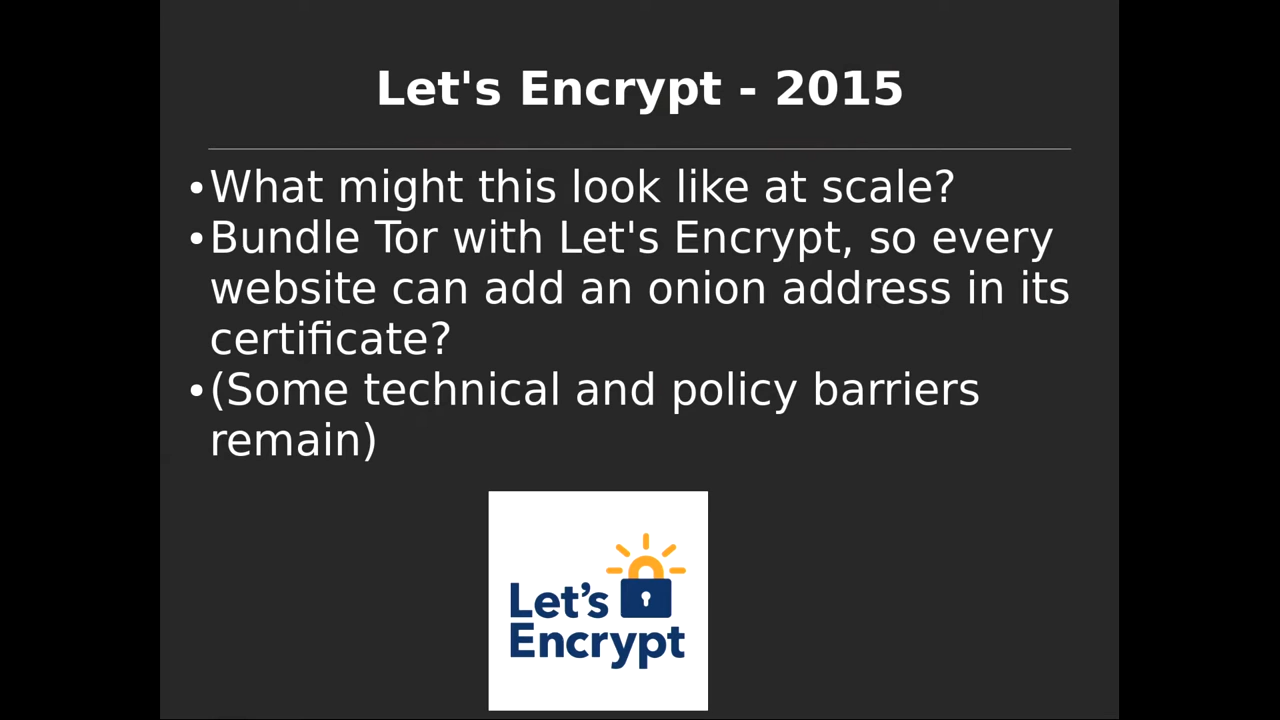 Let's Encrypt - 2015
•What might this look like at scale?
•Bundle Tor with Let's Encrypt, so every
website can add an onion address in its
certificate?
•(Some technical and policy barriers
remain)
Let's
Encrypt